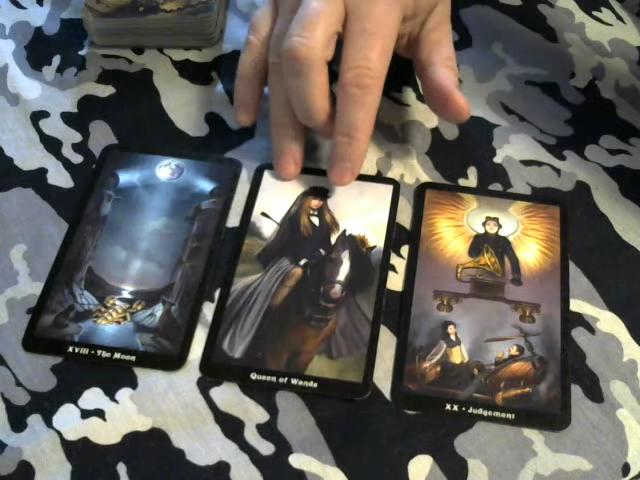 XVIII • The Moon
Queen of Wands
XX • Judgement